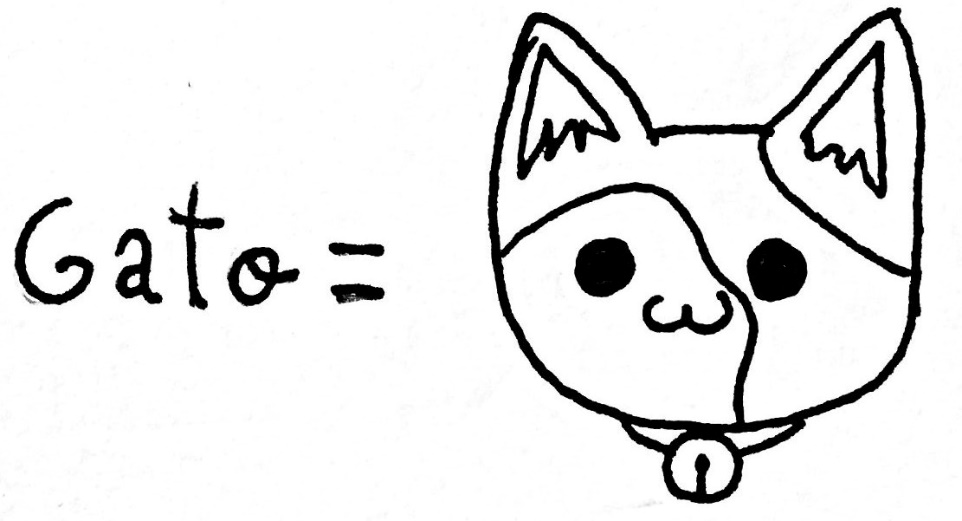 Gato =